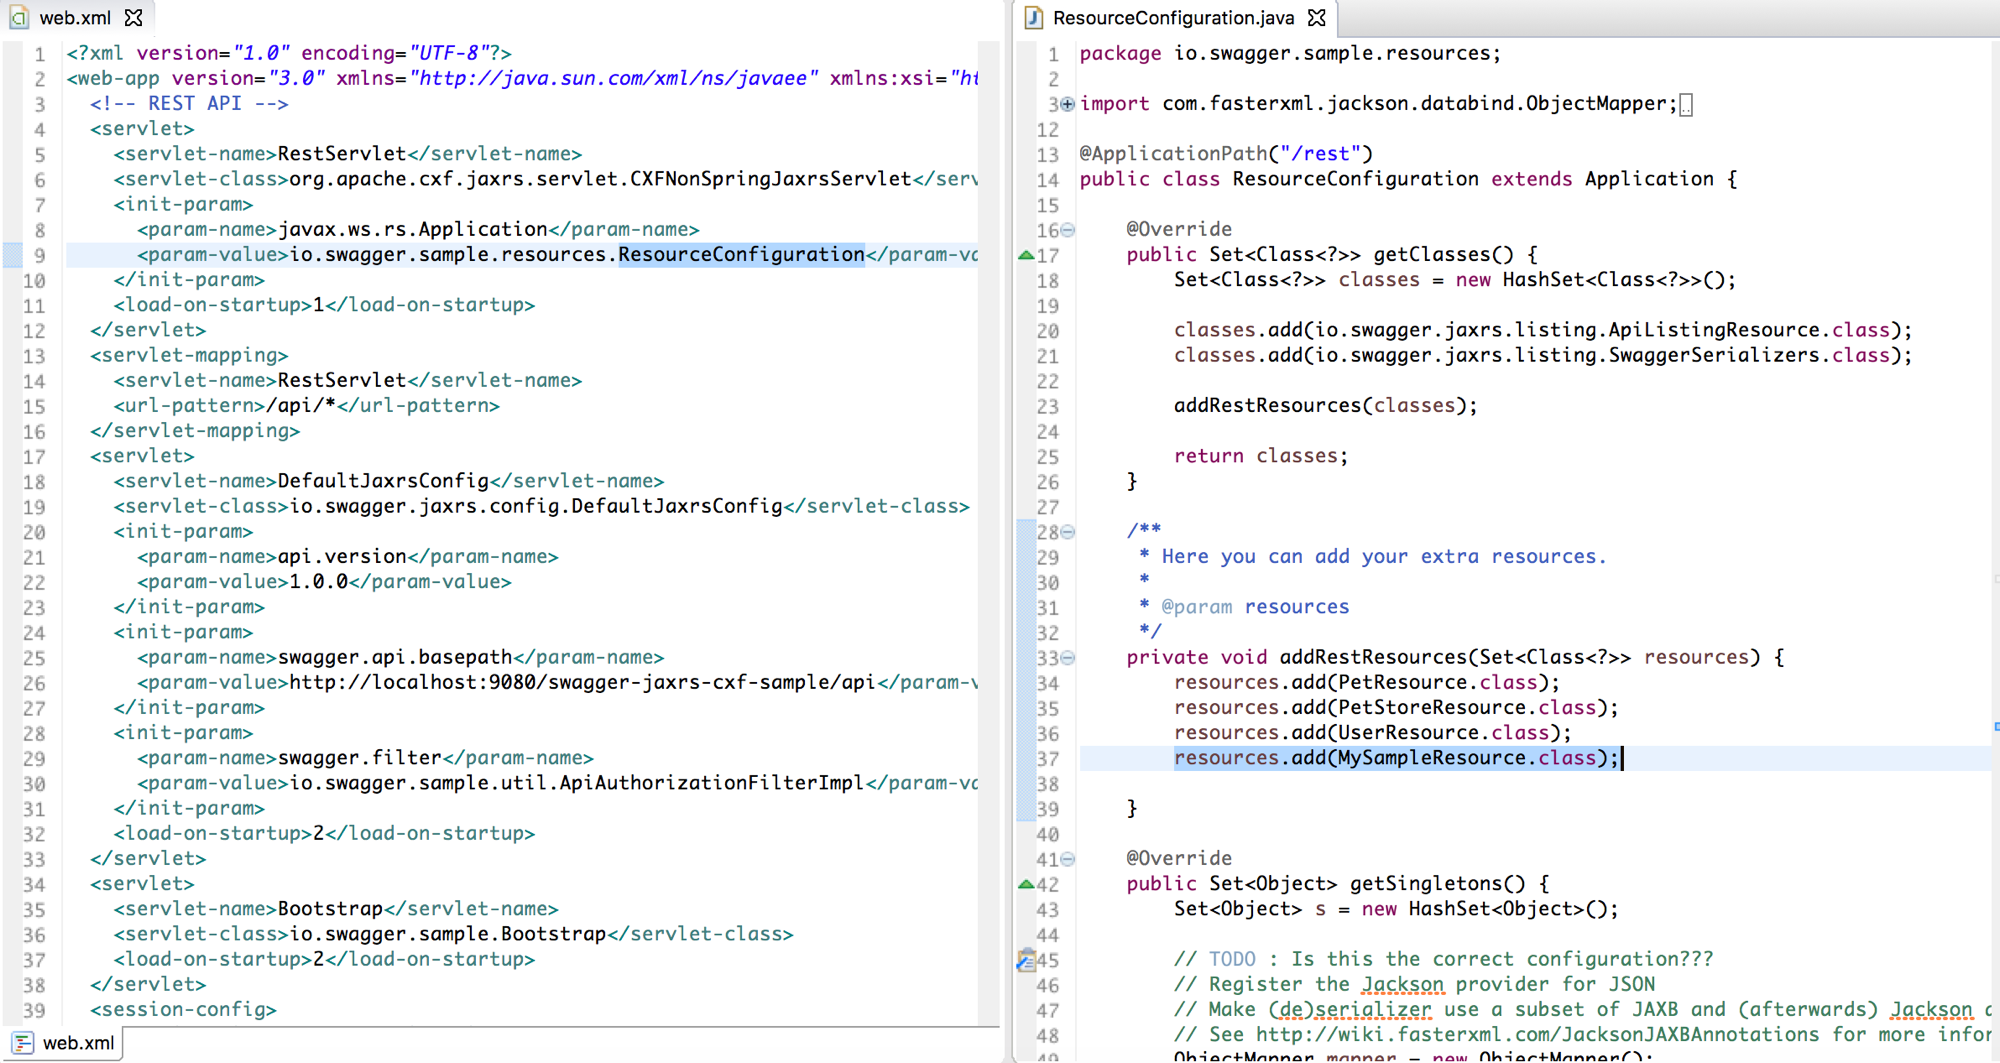 web.xml
1 <?xml version="1.0" encoding="UTF-8"?>
2 <web-app version="3.0" xmlns="http://java.sun.com/xml/ns/javaee" xmlns:xsi="ht
3 <!-- REST API -->
4 <servlet>
5 <servlet-name>RestServlet</servlet-name>
6 <servlet-class>org.apache.cxf.jaxrs.servlet.CXFNonSpringJaxrsServlet</serv
7 <init-param>
8 <param-name>javax.ws.rs.Application</param-name>
9 <param-value>io.swagger.sample.resources.ResourceConfiguration</param-va
10 </init-param>
11 <load-on-startup>1</load-on-startup>
12 </servlet>
13 <servlet-mapping>
14 <servlet-name>RestServlet</servlet-name>
15 <url-pattern>/api/*</url-pattern>
16 </servlet-mapping>
17 <servlet>
18 <servlet-name>DefaultJaxrsConfig</servlet-name>
19 <servlet-class>io.swagger.jaxrs.config.DefaultJaxrsConfig</servlet-class>
20 <init-param>
21 <param-name>api.version</param-name>
22 <param-value>1.0.0</param-value>
23 </init-param>
24 <init-param>
25 <param-name>swagger.api.basepath</param-name>
26 <param-value>http://localhost:9080/swagger-jaxrs-cxf-sample/api</param-v
27 </init-param>
28 <init-param>
29 <param-name>swagger.filter</param-name>
30 <param-value>io.swagger.sample.util.ApiAuthorizationFilterImpl</param-va
31 </init-param>
32 <load-on-startup>2</load-on-startup>
33 </servlet>
34 <servlet>
35 <servlet-name>Bootstrap</servlet-name>
36 <servlet-class>io.swagger.sample.Bootstrap</servlet-class>
37 <load-on-startup>2</load-on-startup>
38 </servlet>
39 <session-config>
web.xml
ResourceConfiguration.java
1 package io.swagger.sample.resources;
2
3 import com.fasterxml.jackson.databind.ObjectMapper;
12
13 @ApplicationPath("/rest")
14 public class ResourceConfiguration extends Application {
15
16 @Override
17 public Set<Class<?>> getClasses() {
18 Set<Class<?>> classes = new HashSet<Class<?>>();
19
20 classes.add(io.swagger.jaxrs.listing.ApiListingResource.class);
21 classes.add(io.swagger.jaxrs.listing.SwaggerSerializers.class);
22
23 addRestResources(classes);
24
25 return classes;
26 }
27
28 /**
29 * Here you can add your extra resources.
30 *
31 * @param resources
32 */
33 private void addRestResources(Set<Class<?>> resources) {
34 resources.add(PetResource.class);
35 resources.add(PetStoreResource.class);
36 resources.add(UserResource.class);
37 resources.add(MySampleResource.class);
38
39 }
40
41 @Override
42 public Set<Object> getSingletons() {
43 Set<Object> s = new HashSet<Object>();
44
45 // TODO : Is this the correct configuration???
46 // Register the Jackson provider for JSON
47 // Make (de)serializer use a subset of JAXB and (afterwards) Jackson a
48 // See http://wiki.fasterxml.com/JacksonJAXBAnnotations for more infor
49 ObjectMapper mapper = new ObjectMapper();